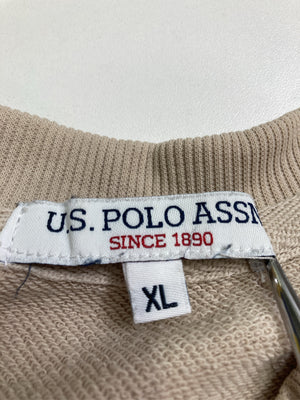 U.S. POLO ASSN
SINCE 1890
XL